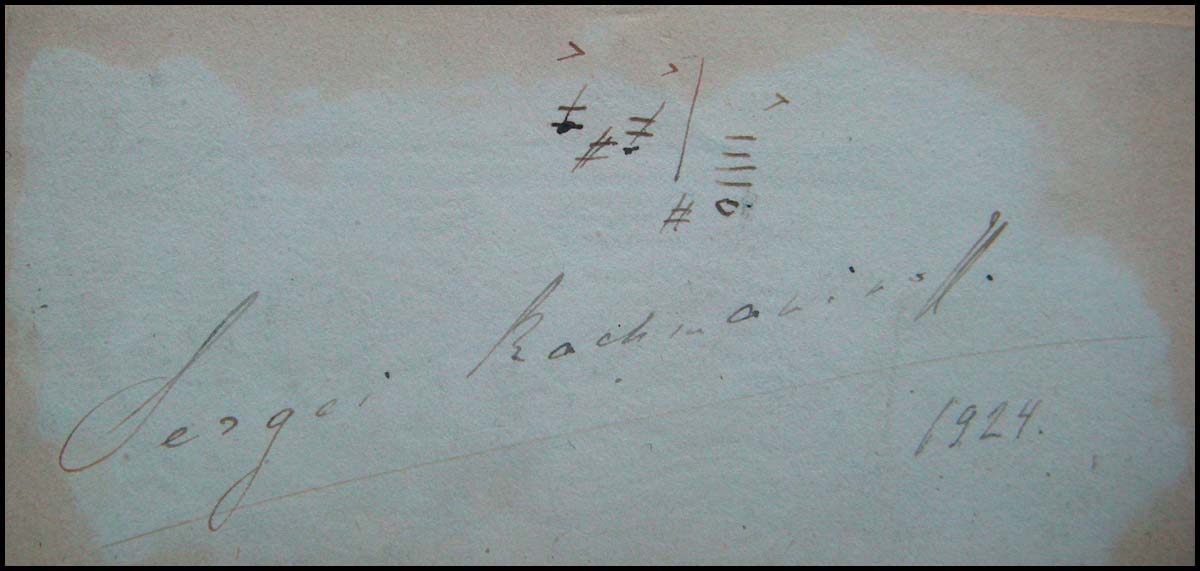 Sergei Rachmaninoff.
1924.